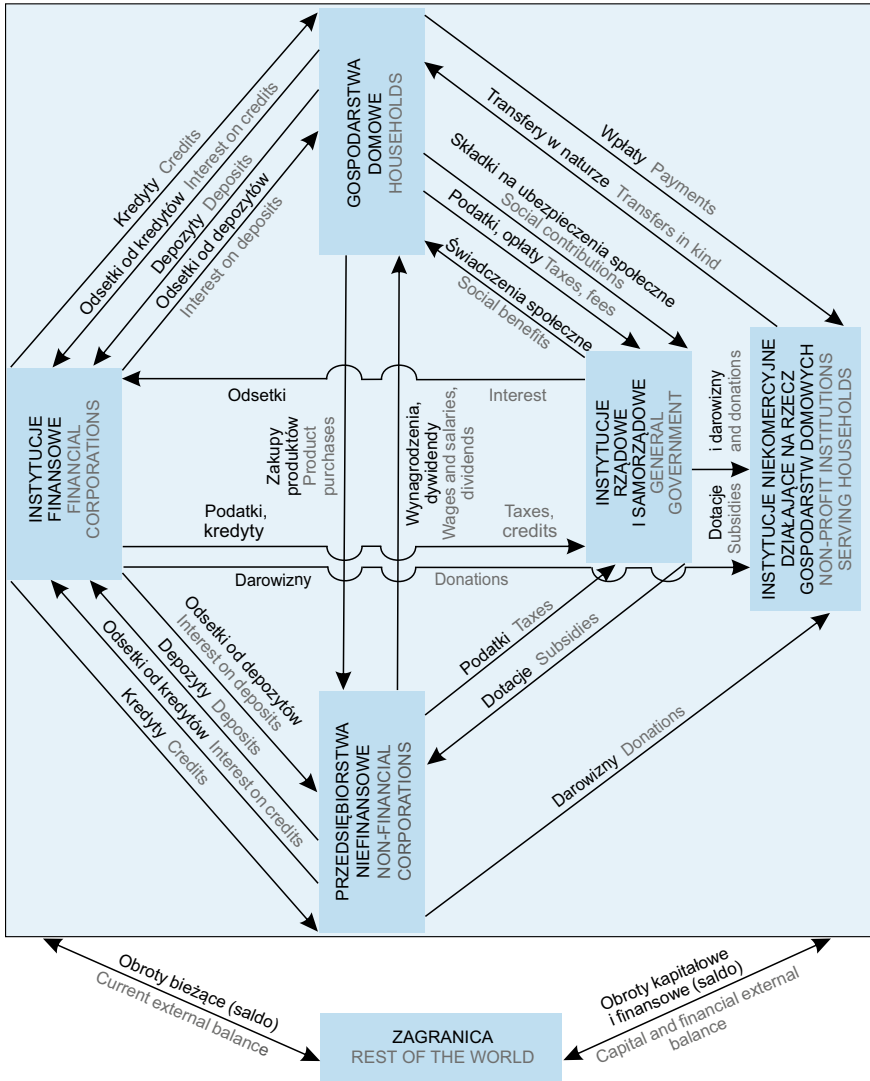 GOSPODARSTWA
DOMOWE
HOUSEHOLDS
Kredyty Credits
Odsetki od kredytów Interest on credits
Depozyty Deposits
Odsetki od depozytów
Interest on deposits
Wpłaty Payments
Transfery w naturze Transfers in kind
Składki na ubezpieczenia społeczne
Social contributions
Podatki, opłaty Taxes, fees
Świadczenia społeczne
Social benefits
INSTYTUCJE
FINANSOWE
FINANCIAL
CORPORATIONS
Odsetki Interest
Zakupy
produktów
Product
purchases
Wynagrodzenia,
dywidendy
Wages and salaries,
dividends
INSTYTUCJE
RZĄDOWE
I SAMORZĄDOWE
GENERAL
GOVERNMENT
i darowizny
and donations
Dotacje
Subsidies
INSTYTUCJE NIEKOMERCYJNE
DZIAŁAJĄCE NA RZECZ
GOSPODARSTW DOMOWYCH
NON-PROFIT INSTITUTIONS
SERVING HOUSEHOLDS
Podatki,
kredyty
Taxes,
credits
Darowizny Donations
Odsetki od depozytów
Interest on deposits
Depozyty Deposits
Odsetki od kredytów Interest on credits
Kredyty Credits
Podatki Taxes
Dotacje Subsidies
Darowizny Donations
PRZEDSIĘBIORSTWA
NIEFINANSOWE
NON-FINANCIAL
CORPORATIONS
Obroty bieżące (saldo)
Current external balance
Obroty kapitałowe
i finansowe (saldo)
Capital and financial external
balance
ZAGRANICA
REST OF THE WORLD